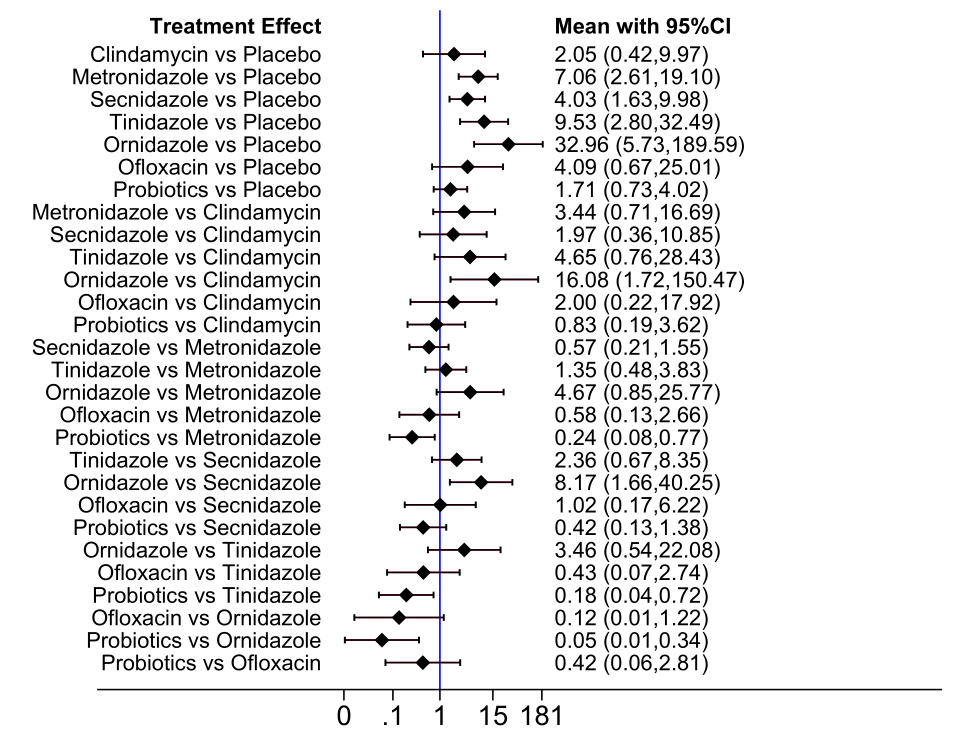 Treatment Effect Mean with 95%CI
Clindamycin vs Placebo 2.05 (0.42,9.97)
Metronidazole vs Placebo 7.06 (2.61,19.10)
Secnidazole vs Placebo 4.03 (1.63,9.98)
Tinidazole vs Placebo 9.53 (2.80,32.49)
Ornidazole vs Placebo 32.96 (5.73,189.59)
Ofloxacin vs Placebo 4.09 (0.67,25.01)
Probiotics vs Placebo 1.71 (0.73,4.02)
Metronidazole vs Clindamycin 3.44 (0.71,16.69)
Secnidazole vs Clindamycin 1.97 (0.36,10.85)
Tinidazole vs Clindamycin 4.65 (0.76,28.43)
Ornidazole vs Clindamycin 16.08 (1.72,150.47)
Ofloxacin vs Clindamycin 2.00 (0.22,17.92)
Probiotics vs Clindamycin 0.83 (0.19,3.62)
Secnidazole vs Metronidazole 0.57 (0.21,1.55)
Tinidazole vs Metronidazole 1.35 (0.48,3.83)
Ornidazole vs Metronidazole 4.67 (0.85,25.77)
Ofloxacin vs Metronidazole 0.58 (0.13,2.66)
Probiotics vs Metronidazole 0.24 (0.08,0.77)
Tinidazole vs Secnidazole 2.36 (0.67,8.35)
Ornidazole vs Secnidazole 8.17 (1.66,40.25)
Ofloxacin vs Secnidazole 1.02 (0.17,6.22)
Probiotics vs Secnidazole 0.42 (0.13,1.38)
Ornidazole vs Tinidazole 3.46 (0.54,22.08)
Ofloxacin vs Tinidazole 0.43 (0.07,2.74)
Probiotics vs Tinidazole 0.18 (0.04,0.72)
Ofloxacin vs Ornidazole 0.12 (0.01,1.22)
Probiotics vs Ornidazole 0.05 (0.01,0.34)
Probiotics vs Ofloxacin 0.42 (0.06,2.81)
0 .1 1 15 181